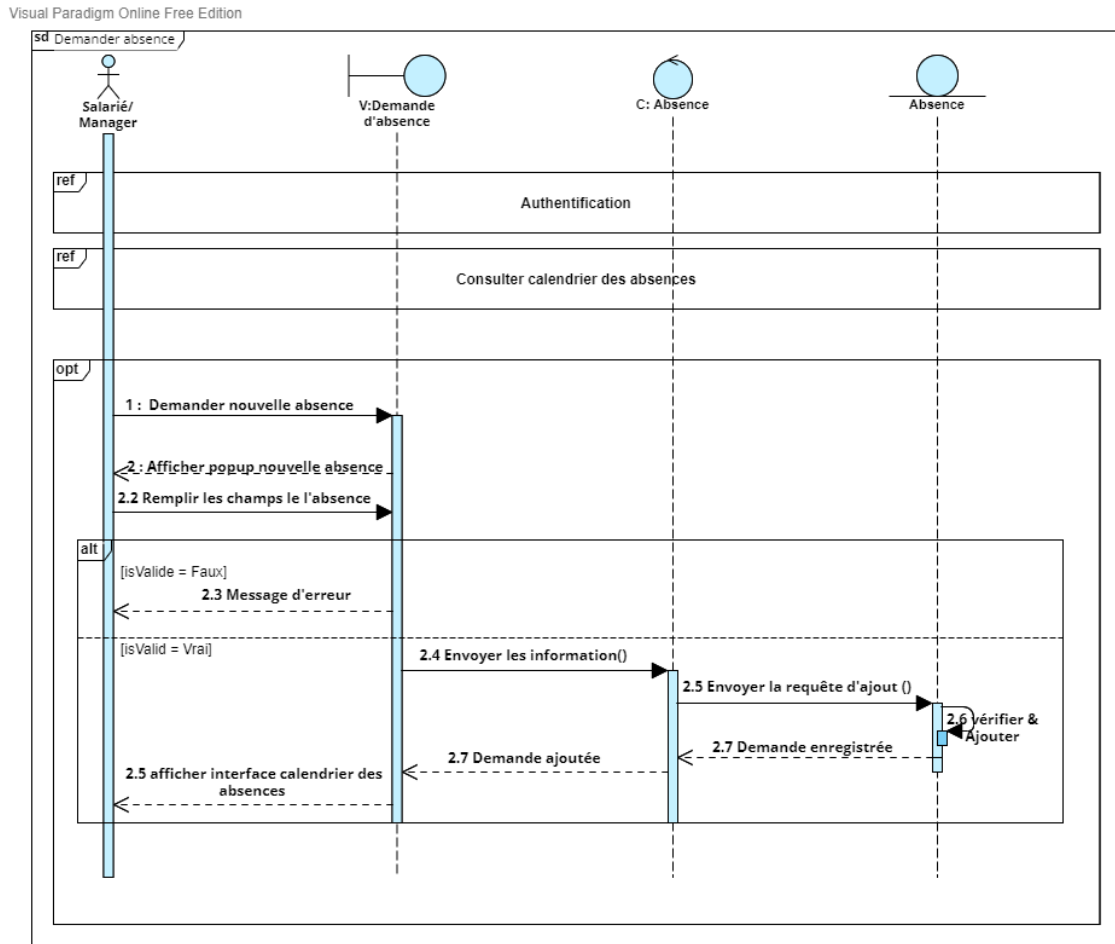 Visual Paradigm Online Free Edition
sd Demander absence
Salarié/
Manager
V:Demande
d'absence
C: Absence
Absence
ref
Authentification
ref
Consulter calendrier des absences
opt
1 : Demander nouvelle absence
2 : Afficher popup nouvelle absence
2.2 Remplir les champs le l'absence
alt
[isValide = Faux]
2.3 Message d'erreur
[isValid = Vrai]
2.4 Envoyer les information()
2.5 Envoyer la requête d'ajout ()
2.6 vérifier &
Ajouter
2.7 Demande enregistrée
2.7 Demande ajoutée
2.5 afficher interface calendrier des
absences